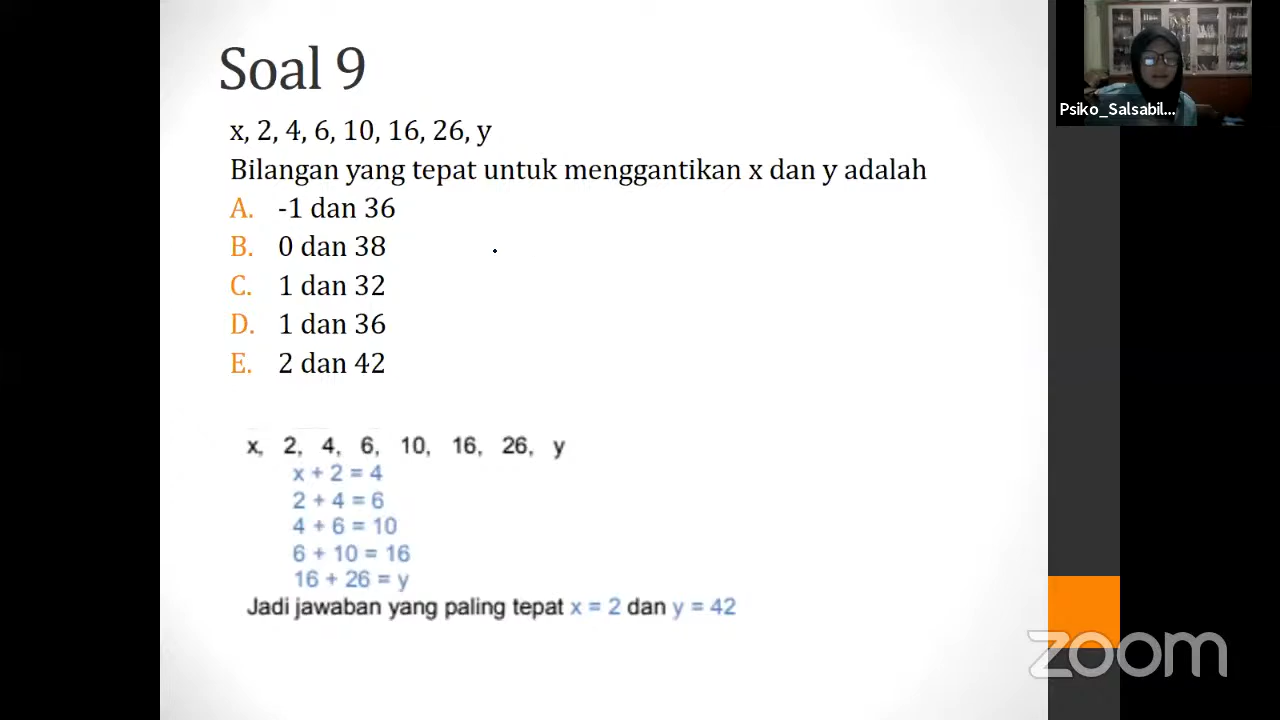 Soal 9
x, 2, 4, 6, 10, 16, 26, y
Bilangan yang tepat untuk menggantikan x dan y adalah
A. -1 dan 36
B. 0 dan 38
C. 1 dan 32
D. 1 dan 36
E. 2 dan 42
x, 2, 4, 6, 10, 16, 26, y
x + 2 = 4
2 + 4 = 6
4 + 6 = 10
6 + 10 = 16
16 + 26 = y
Jadi jawaban yang paling tepat x = 2 dan y = 42
Psiko_Salsabil...
zoom